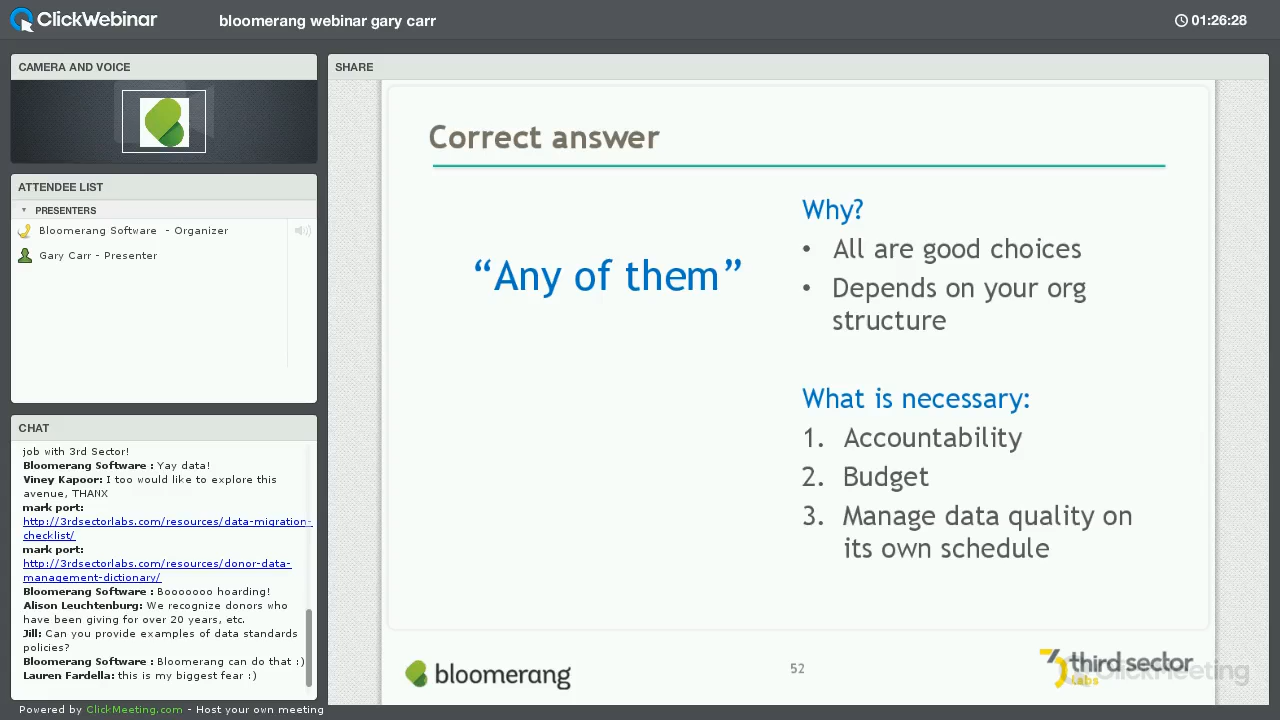 ClickWebinar
bloomerang webinar gary carr
01:26:28
CAMERA AND VOICE
SHARE
ATTENDEE LIST
PRESENTERS
Bloomerang Software - Organizer
Gary Carr - Presenter
CHAT
job with 3rd Sector!
Bloomerang Software : Yay data!
Viney Kapoor: I too would like to explore this
avenue, THANX
mark port:
http://3rdsectorlabs.com/resources/data-migration-
checklist/
mark port:
http://3rdsectorlabs.com/resources/donor-data-
management-dictionary/
Bloomerang Software : Booooooo hoarding!
Alison Leuchtenburg: We recognize donors who
have been giving for over 20 years, etc.
Jill: Can you provide examples of data standards
policies?
Bloomerang Software : Bloomerang can do that :)
Lauren Fardella: this is my biggest fear :)
Powered by ClickMeeting.com - Host your own meeting
Correct answer
“Any of them”
Why?
• All are good choices
• Depends on your org
structure
What is necessary:
1. Accountability
2. Budget
3. Manage data quality on
its own schedule
bloomerang
52
third sector
labs
ClickMeeting